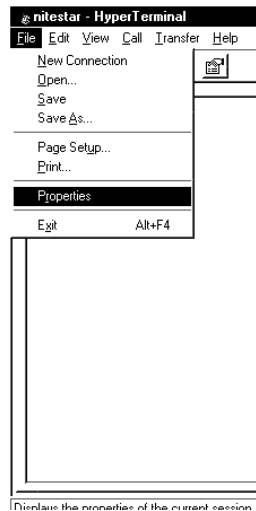 nitestar - HyperTerminal
File Edit View Call Transfer Help
New Connection
Open...
Save
Save As...
Page Setup...
Print...
Properties
Exit Alt+F4
Displays the properties of the current session